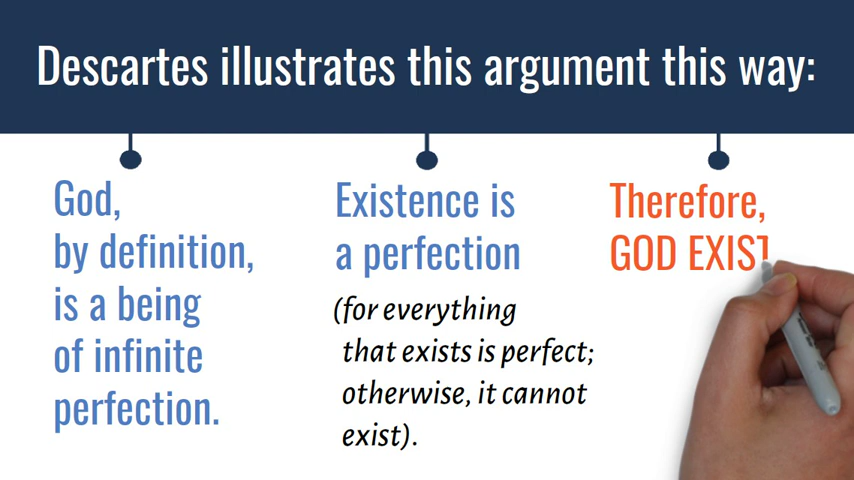 Descartes illustrates this argument this way:
God,
by definition,
is a being
of infinite
perfection.
Existence is
a perfection
(for everything
that exists is perfect;
otherwise, it cannot
exist).
Therefore,
GOD EXIST